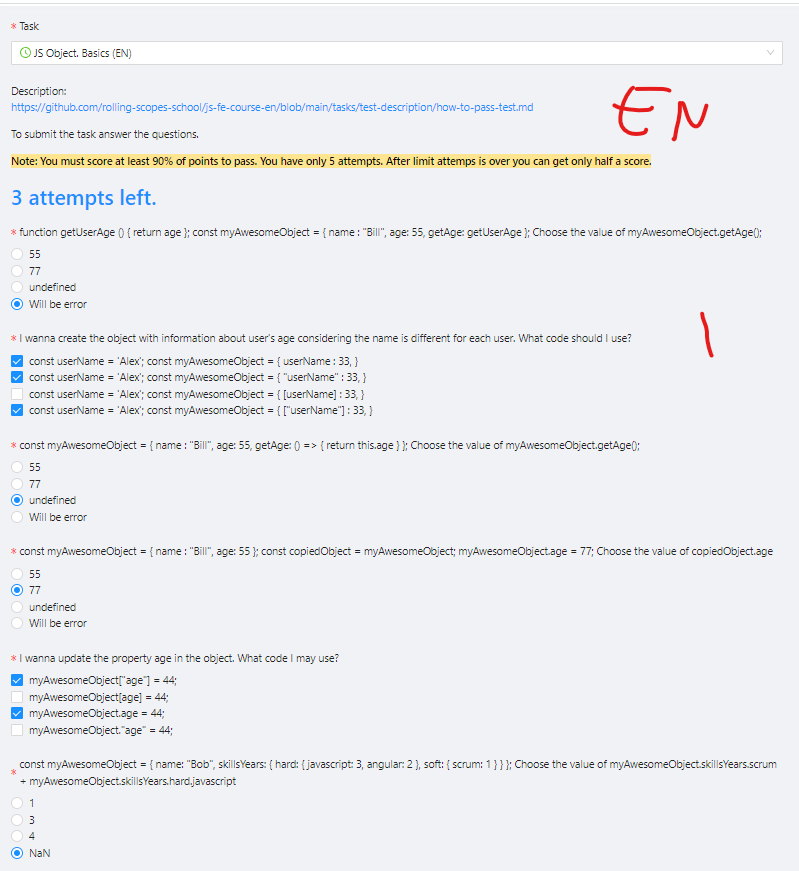 * Task
JS Object. Basics (EN)
Description:
https://github.com/rolling-scopes-school/js-fe-course-en/blob/main/tasks/test-description/how-to-pass-test.md
EN
To submit the task answer the questions.
Note: You must score at least 90% of points to pass. You have only 5 attempts. After limit attemps is over you can get only half a score.
3 attempts left.
* function getUserAge () { return age }; const myAwesomeObject = { name : "Bill", age: 55, getAge: getUserAge }; Choose the value of myAwesomeObject.getAge();
55
77
undefined
Will be error
* I wanna create the object with information about user's age considering the name is different for each user. What code should I use?
1
const userName = 'Alex'; const myAwesomeObject = { userName : 33, }
const userName = 'Alex'; const myAwesomeObject = { "userName" : 33, }
const userName = 'Alex'; const myAwesomeObject = { [userName] : 33, }
const userName = 'Alex'; const myAwesomeObject = { ["userName"] : 33, }
* const myAwesomeObject = { name : "Bill", age: 55, getAge: () => { return this.age } }; Choose the value of myAwesomeObject.getAge();
55
77
undefined
Will be error
* const myAwesomeObject = { name : "Bill", age: 55 }; const copiedObject = myAwesomeObject; myAwesomeObject.age = 77; Choose the value of copiedObject.age
55
77
undefined
Will be error
* I wanna update the property age in the object. What code I may use?
myAwesomeObject["age"] = 44;
myAwesomeObject[age] = 44;
myAwesomeObject.age = 44;
myAwesomeObject."age" = 44;
* const myAwesomeObject = { name: "Bob", skillsYears: { hard: { javascript: 3, angular: 2 }, soft: { scrum: 1 } } }; Choose the value of myAwesomeObject.skillsYears.scrum
+ myAwesomeObject.skillsYears.hard.javascript
1
3
4
NaN